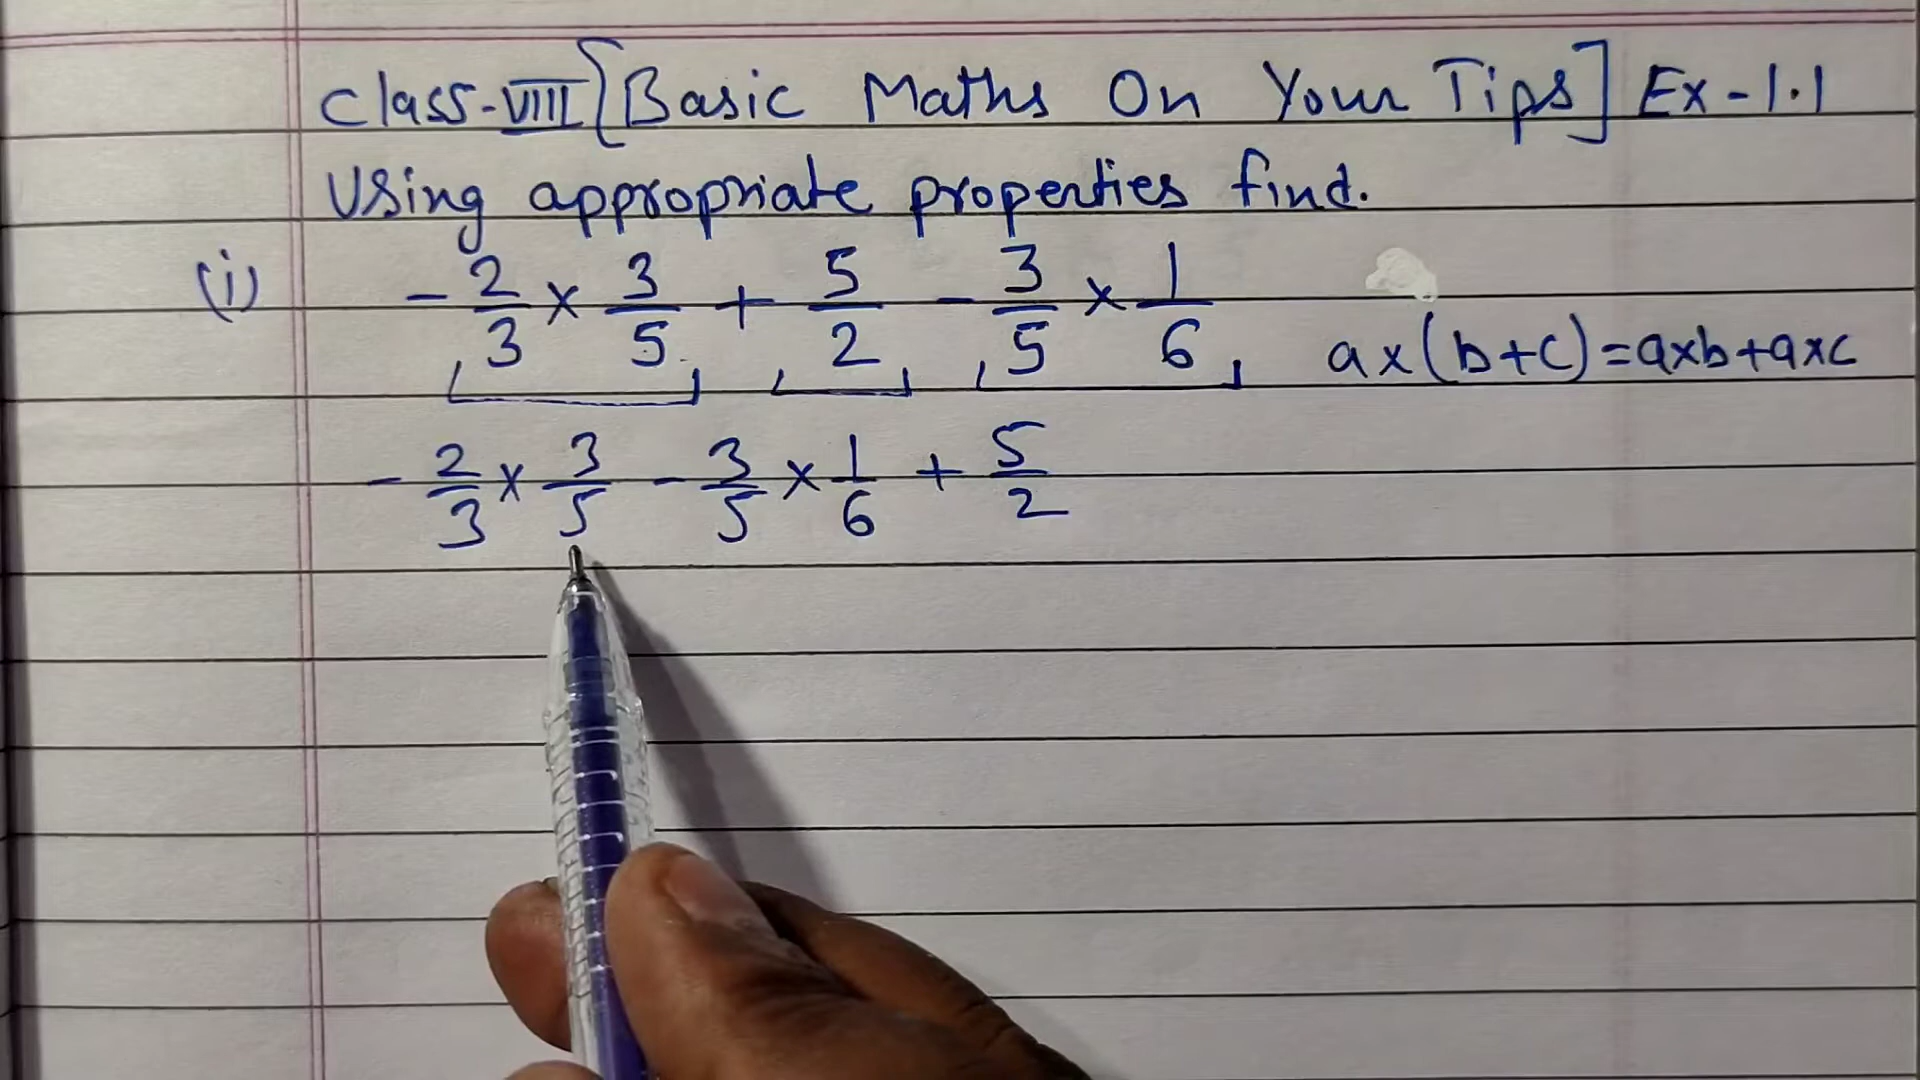 Class-VIII [Basic Maths On Your Tips] Ex-1.1
Using appropriate properties find.
(i) -2/3 × 3/5 + 5/2 - 3/5 × 1/6
a×(b+c)=a×b+a×c
-2/3 × 3/5 - 3/5 × 1/6 + 5/2